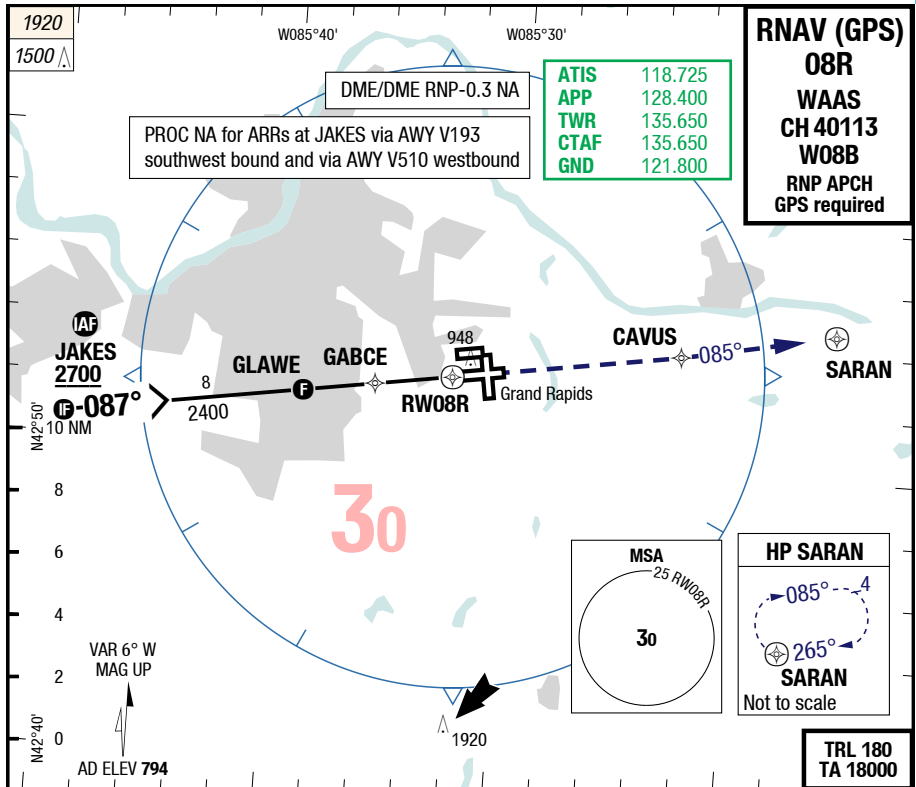 1920
1500
W085°40'
W085°30'
DME/DME RNP-0.3 NA
PROC NA for ARRs at JAKES via AWY V193
southwest bound and via AWY V510 westbound
ATIS 118.725
APP 128.400
TWR 135.650
CTAF 135.650
GND 121.800
RNAV (GPS)
08R
WAAS
CH 40113
W08B
RNP APCH
GPS required
IAF
JAKES
2700
IF -087°
8
2400
GLAWE
F
GABCE
948
RW08R
Grand Rapids
CAVUS
085°
SARAN
N42°50'
10 NM
8
6
4
2
0
N42°40'
30
VAR 6° W
MAG UP
AD ELEV 794
1920
MSA
25 RW08R
30
HP SARAN
085°
4
265°
SARAN
Not to scale
TRL 180
TA 18000